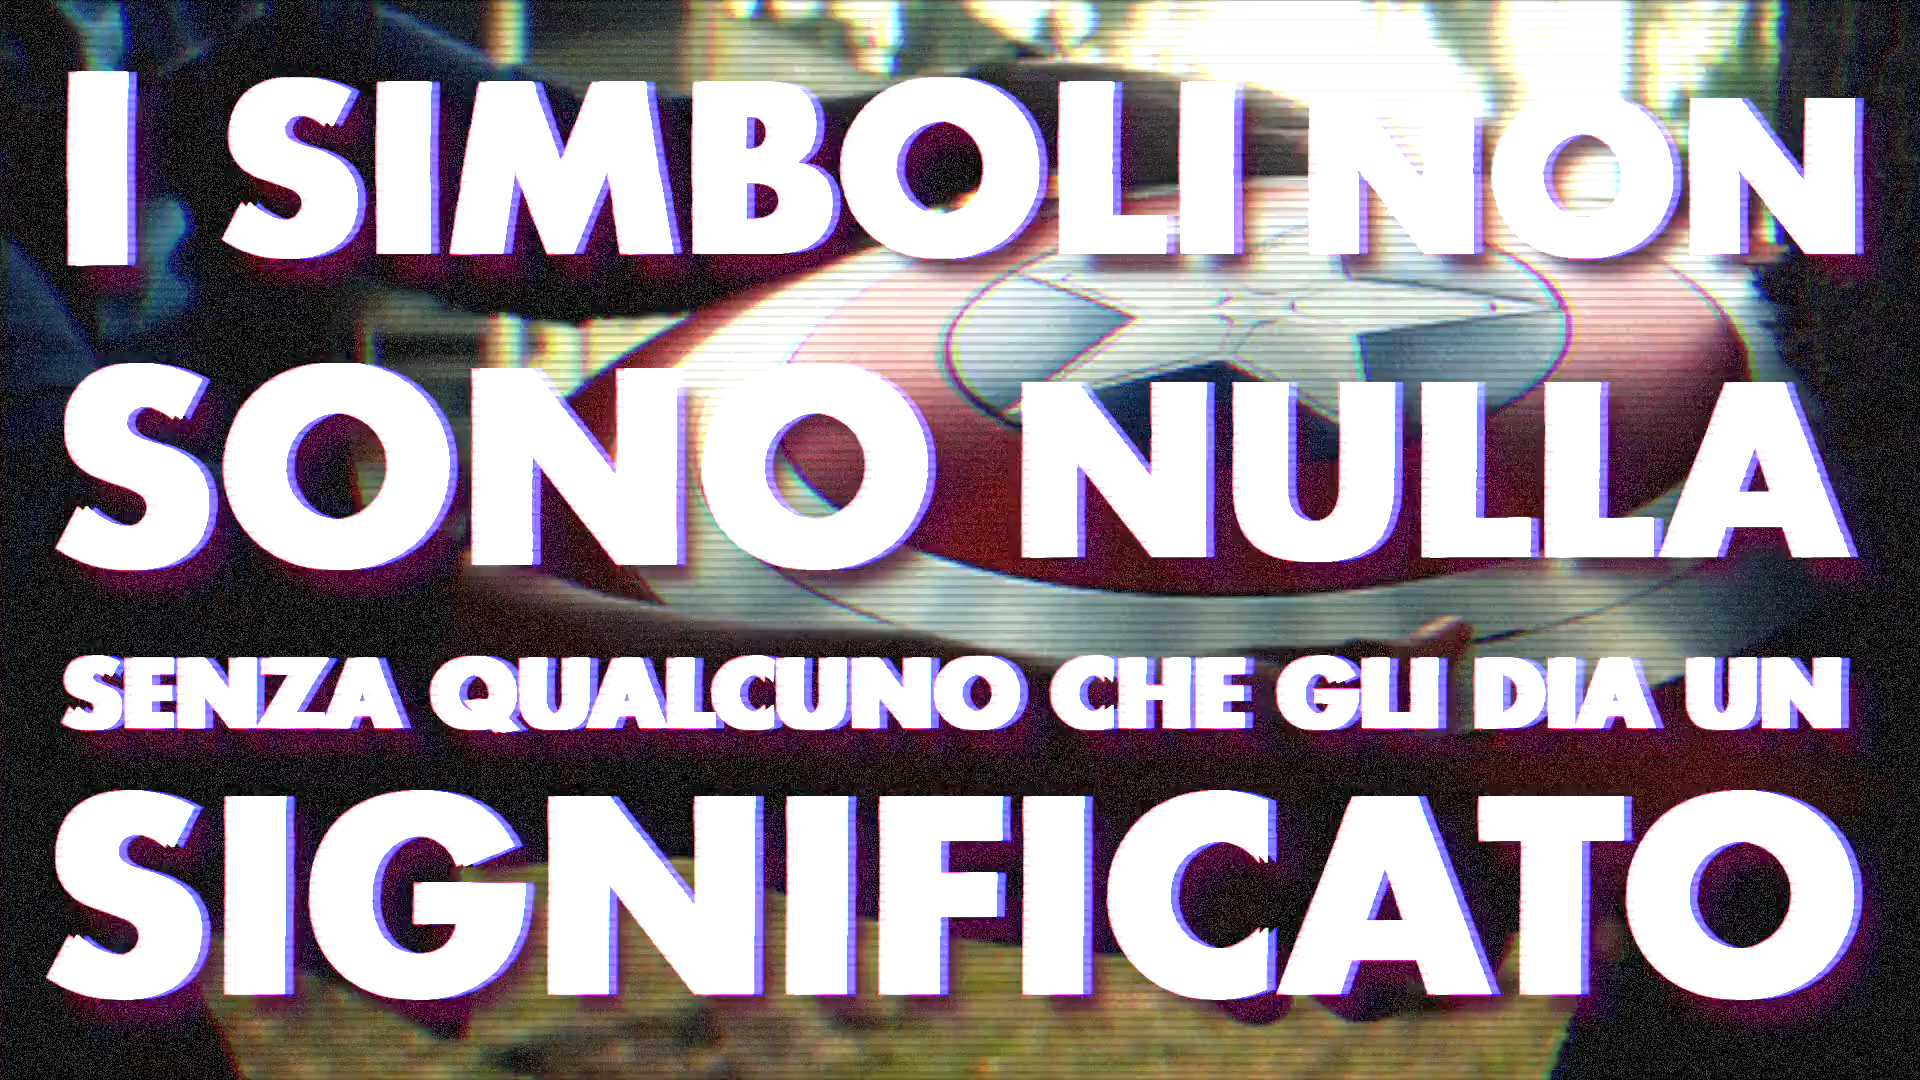 I SIMBOLI NON
SONO NULLA
SENZA QUALCUNO CHE GLI DIA UN
SIGNIFICATO